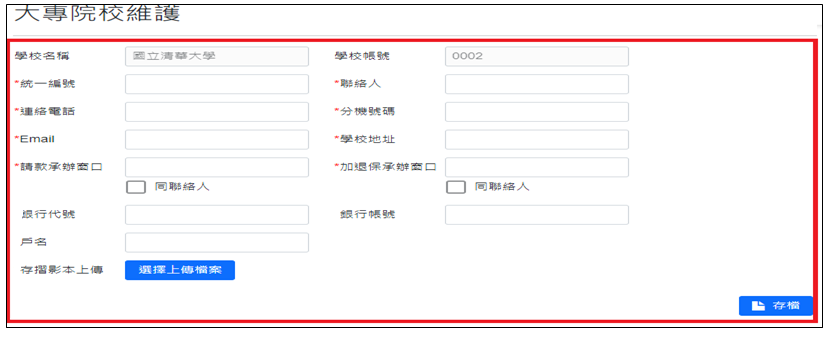 大專院校維護
學校名稱 國立清華大學 學校帳號 0002
*統一編號 *聯絡人
*連絡電話 *分機號碼
*Email *學校地址
*請款承辦窗口 *加退保承辦窗口
同聯絡人 同聯絡人
銀行代號 銀行帳號
戶名
存摺影本上傳 選擇上傳檔案
存檔